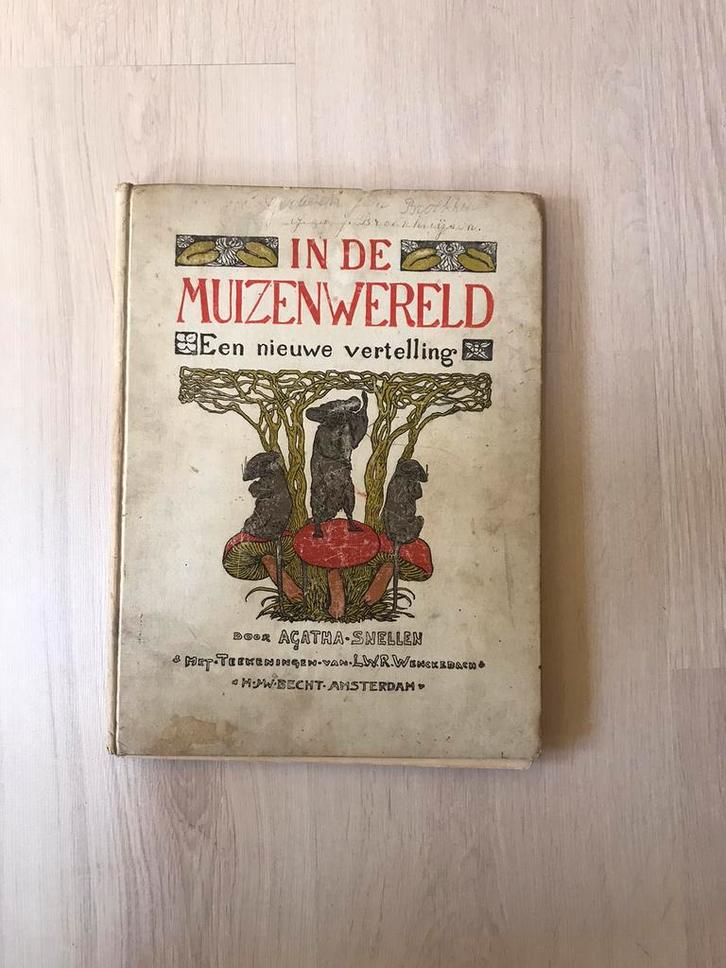 IN DE
MUIZENWERELD
Een nieuwe vertelling
DOOR AGATHA·SNELLEN
MET·TEEKENINGEN·VAN·L.W.R.WENCKEBACH
H·J·W·BECHT·AMSTERDAM